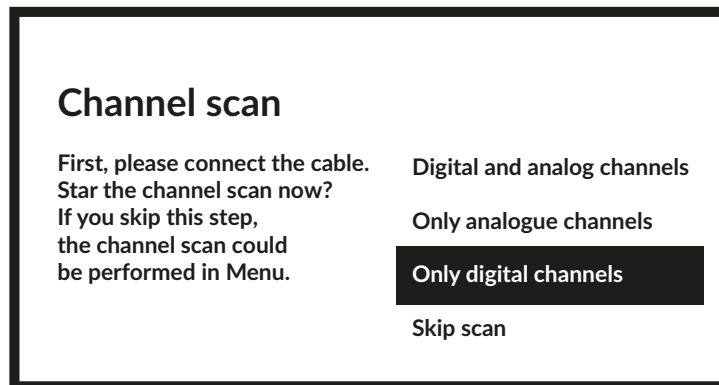 Channel scan
First, please connect the cable.
Star the channel scan now?
If you skip this step,
the channel scan could
be performed in Menu.
Digital and analog channels
Only analogue channels
Only digital channels
Skip scan